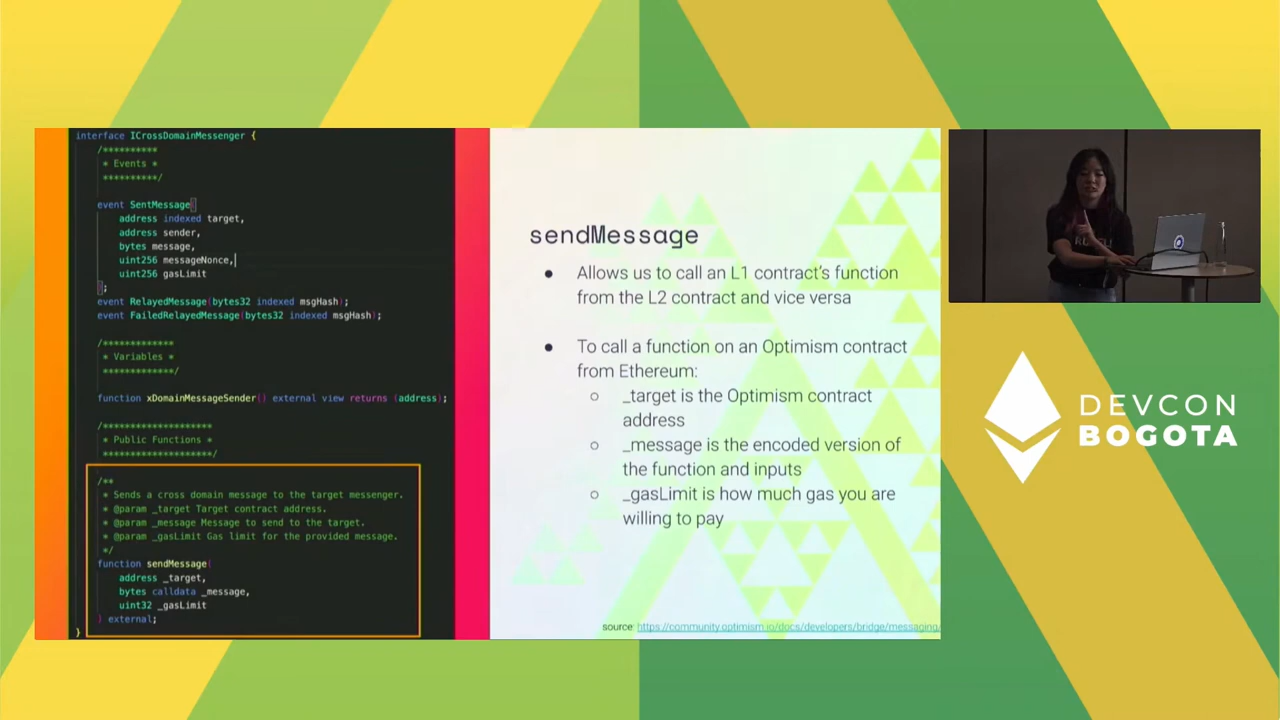 interface ICrossDomainMessenger {
/**********
* Events *
**********/
event SentMessage(
address indexed target,
address sender,
bytes message,
uint256 messageNonce,
uint256 gasLimit
);
event RelayedMessage(bytes32 indexed msgHash);
event FailedRelayedMessage(bytes32 indexed msgHash);
/*************
* Variables *
*************/
function xDomainMessageSender() external view returns (address);
/********************
* Public Functions *
********************/
/**
* Sends a cross domain message to the target messenger.
* @param _target Target contract address.
* @param _message Message to send to the target.
* @param _gasLimit Gas limit for the provided message.
*/
function sendMessage(
address _target,
bytes calldata _message,
uint32 _gasLimit
) external;
}
sendMessage
● Allows us to call an L1 contract's function
from the L2 contract and vice versa
● To call a function on an Optimism contract
from Ethereum:
○ _target is the Optimism contract
address
○ _message is the encoded version of
the function and inputs
○ _gasLimit is how much gas you are
willing to pay
source: https://community.optimism.io/docs/developers/bridge/messaging/
DEVCON
BOGOTA